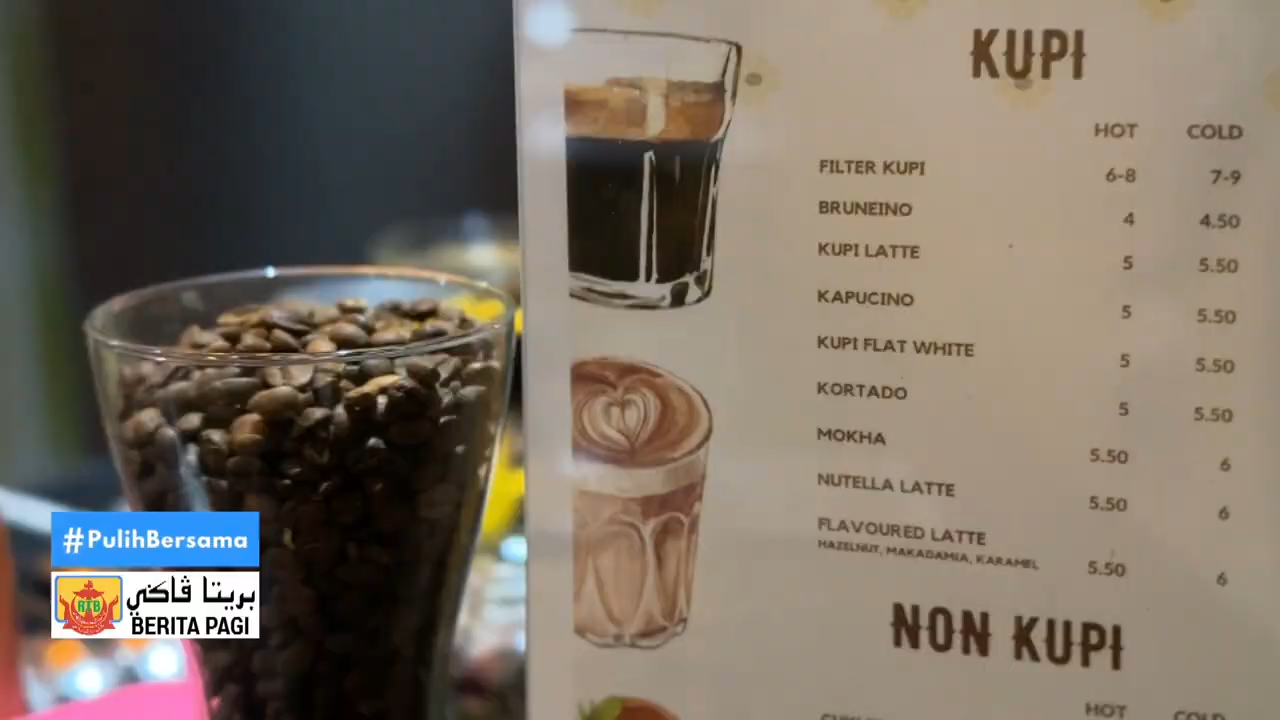 KUPI
HOT COLD
FILTER KUPI 6-8 7-9
BRUNEINO 4 4.50
KUPI LATTE 5 5.50
KAPUCINO 5 5.50
KUPI FLAT WHITE 5 5.50
KORTADO 5 5.50
MOKHA 5.50 6
NUTELLA LATTE 5.50 6
FLAVOURED LATTE 5.50 6
HAZELNUT, MAKADAMIA, KARAMEL
NON KUPI
HOT COLD
#PulihBersama
RTB
بريتا ڤاݢي
BERITA PAGI